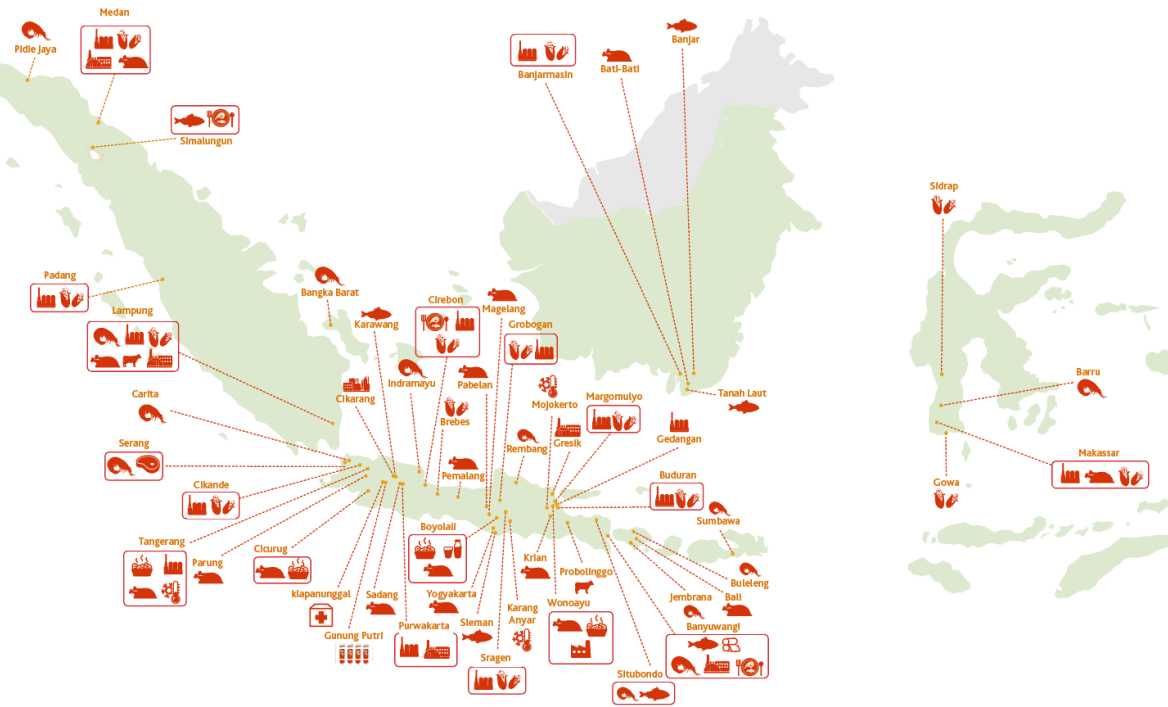 Medan
Pidie Jaya
Simalungun
Banjarmasin
Bati-Bati
Banjar
Sidrap
Padang
Lampung
Bangka Barat
Karawang
Cirebon
Magelang
Grobogan
Carita
Cikarang
Indramayu
Pabelan
Brebes
Mojokerto
Margomulyo
Tanah Laut
Barru
Serang
Pemalang
Rembang
Gresik
Gedangan
Makassar
Cikande
Buduran
Gowa
Sumbawa
Tangerang
Parung
Cicurug
Boyolali
Krian
Probolinggo
Buleleng
klapanunggal
Sadang
Yogyakarta
Karang
Anyar
Wonoayu
Jembrana
Bali
Gunung Putri
Purwakarta
Sleman
Banyuwangi
Sragen
Situbondo